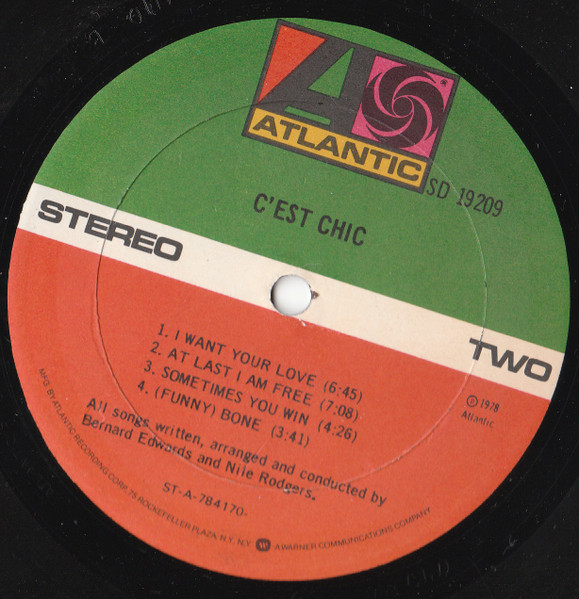 ATLANTIC
SD 19209
C'EST CHIC
STEREO
TWO
1. I WANT YOUR LOVE (6:45)
2. AT LAST I AM FREE (7:08)
3. SOMETIMES YOU WIN (4:26)
4. (FUNNY) BONE (3:41)
℗ 1978
Atlantic
All songs written, arranged and conducted by
Bernard Edwards and Nile Rodgers.
ST-A-784170-
MFG. BY ATLANTIC RECORDING CORP., 75 ROCKEFELLER PLAZA, N.Y., N.Y. W A WARNER COMMUNICATIONS COMPANY